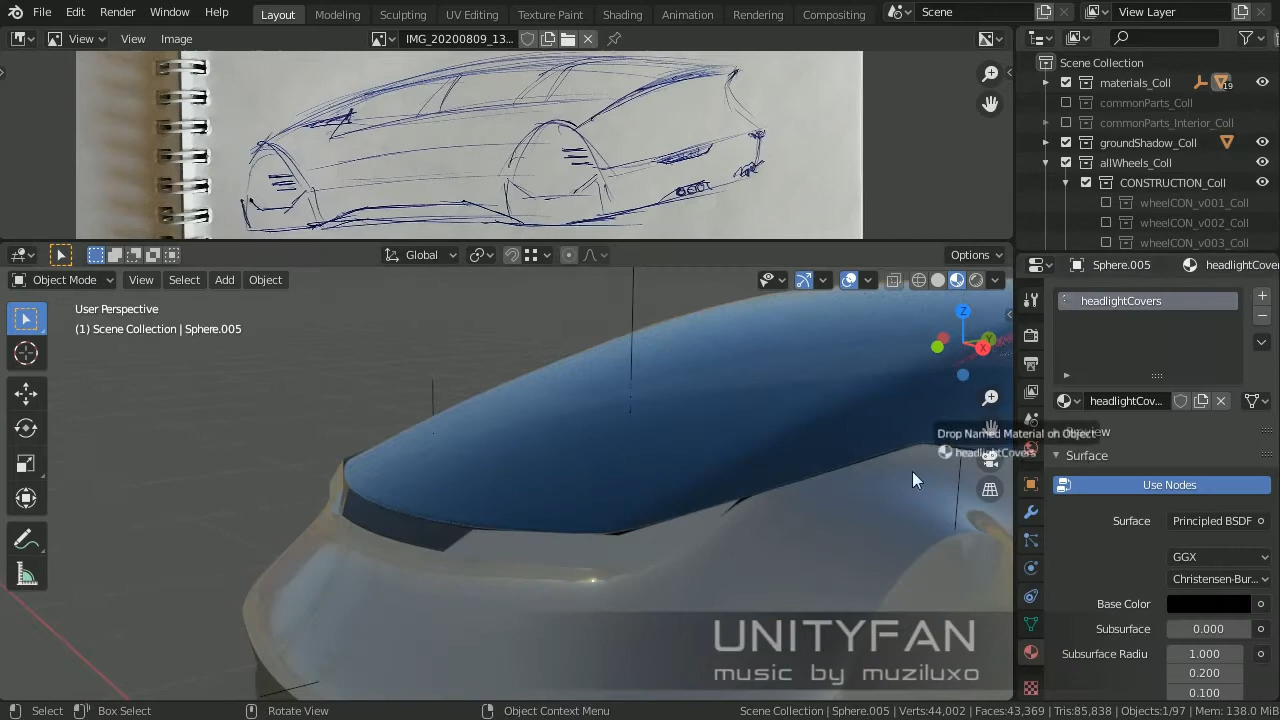 File Edit Render Window Help Layout Modeling Sculpting UV Editing Texture Paint Shading Animation Rendering Compositing Scene View Layer
View View Image IMG_20200809_13...
Scene Collection
materials_Coll 19
commonParts_Coll
commonParts_Interior_Coll
groundShadow_Coll
allWheels_Coll
CONSTRUCTION_Coll
wheelCON_v001_Coll
wheelCON_v002_Coll
wheelCON_v003_Coll
Global Options
Object Mode View Select Add Object
User Perspective
(1) Scene Collection | Sphere.005
Z
Y
X
Drop Named Material on Object
headlightCovers
Sphere.005 headlightCover
headlightCovers
headlightCov...
Preview
Surface
Use Nodes
Surface Principled BSDF
GGX
Christensen-Bur...
Base Color
Subsurface 0.000
Subsurface Radiu 1.000
0.200
0.100
UNITYFAN
music by muziluxo
Select Box Select Rotate View Object Context Menu Scene Collection | Sphere.005 | Verts:44,002 | Faces:43,369 | Tris:85,838 | Objects:1/97 | Mem: 138.0 MiB